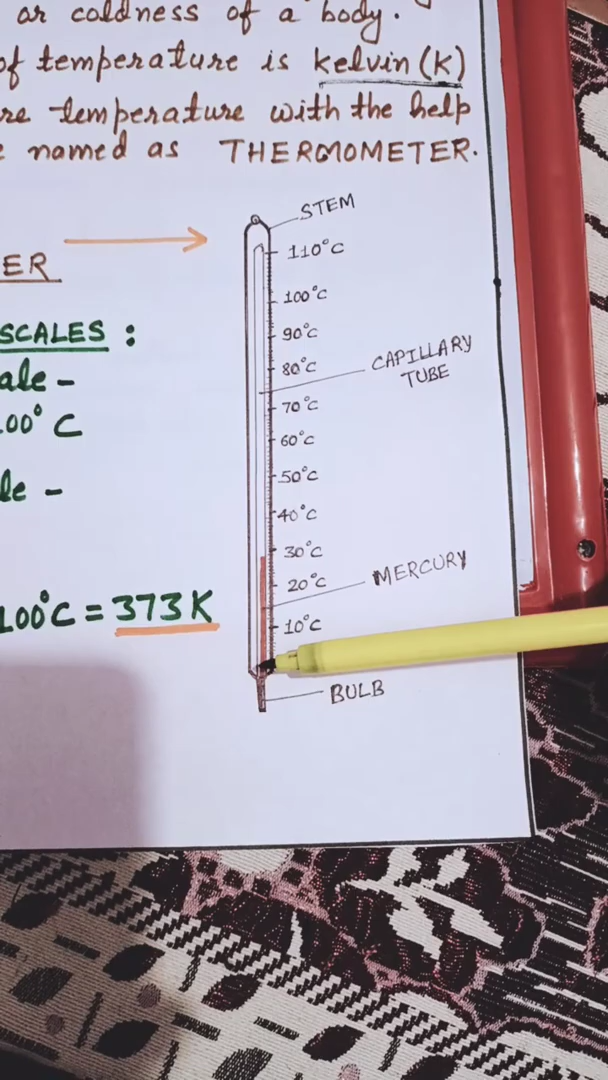 or coldness of a body.
of temperature is kelvin (K)
re temperature with the help
e named as THERMOMETER.
STEM
ER
110°C
100°C
SCALES :
90°C
ale -
80°C
CAPILLARY
TUBE
00° C
70°C
60°C
le -
50°C
40°C
30°C
MERCURY
20°C
100°C = 373 K
10°C
BULB